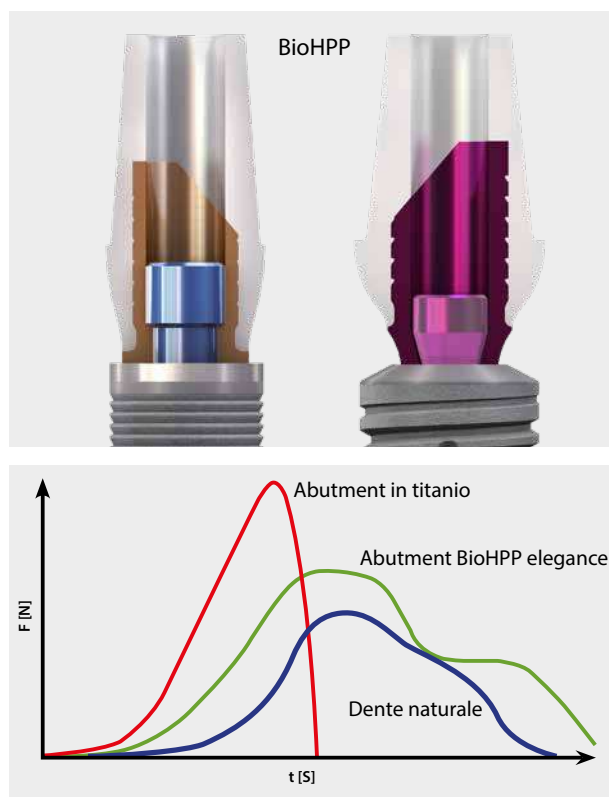 BioHPP
Abutment in titanio
Abutment BioHPP elegance
Dente naturale
F [N]
t [S]